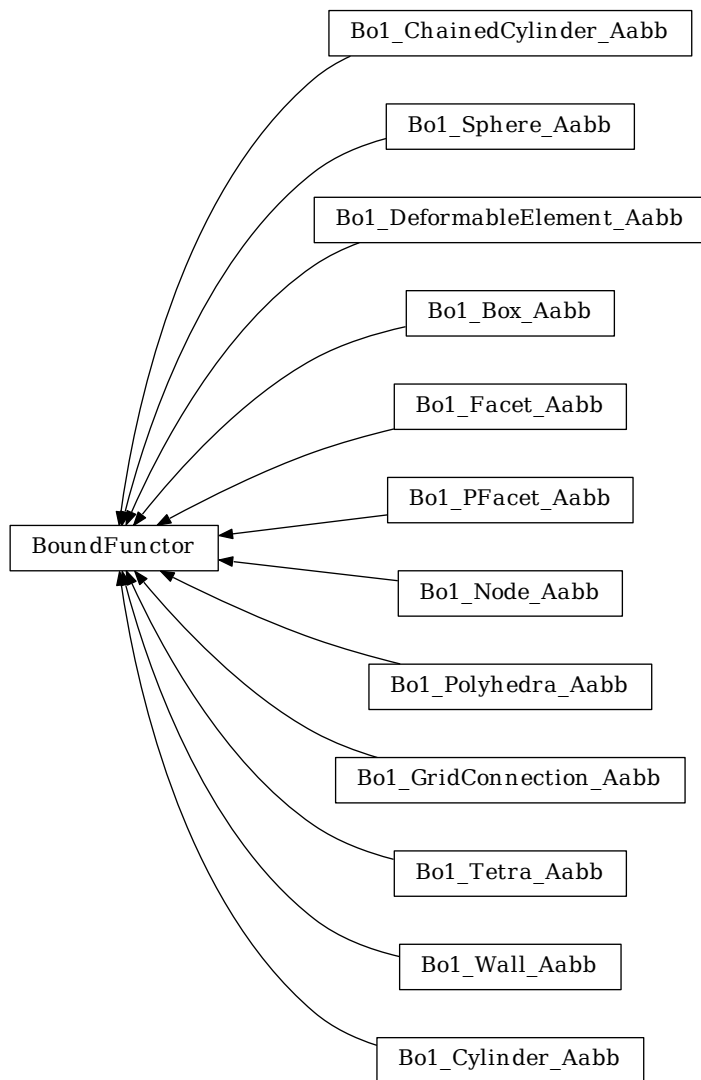 Bo1_ChainedCylinder_Aabb
Bo1_Sphere_Aabb
Bo1_DeformableElement_Aabb
Bo1_Box_Aabb
Bo1_Facet_Aabb
Bo1_PFacet_Aabb
BoundFunctor
Bo1_Node_Aabb
Bo1_Polyhedra_Aabb
Bo1_GridConnection_Aabb
Bo1_Tetra_Aabb
Bo1_Wall_Aabb
Bo1_Cylinder_Aabb